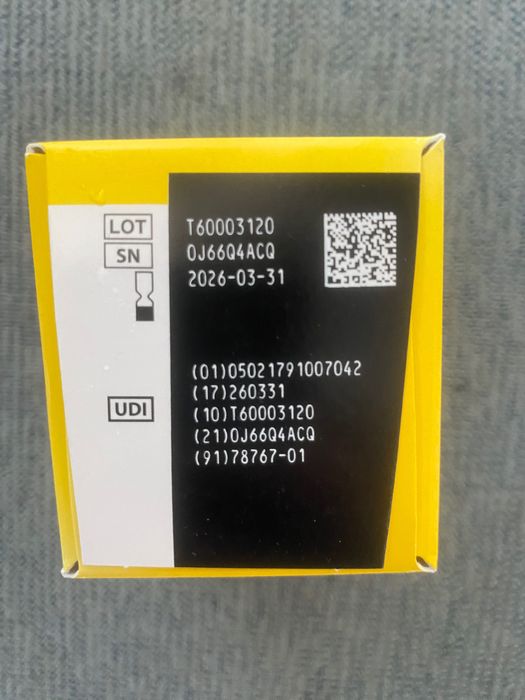 LOT T60003120
SN 0J66Q4ACQ
2026-03-31
(01)05021791007042
(17)260331
UDI (10)T60003120
(21)0J66Q4ACQ
(91)78767-01